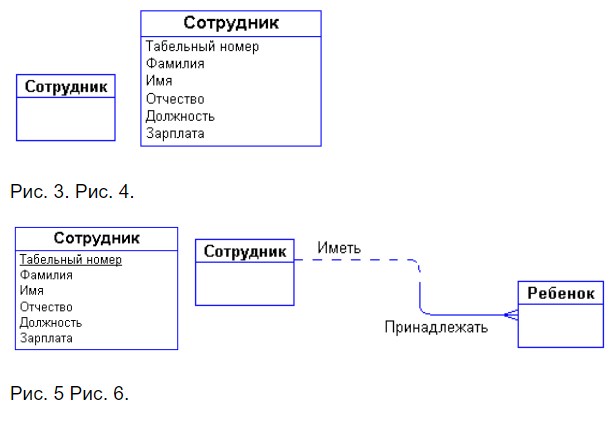 Сотрудник
Сотрудник
Табельный номер
Фамилия
Имя
Отчество
Должность
Зарплата
Рис. 3. Рис. 4.
Сотрудник
Табельный номер
Фамилия
Имя
Отчество
Должность
Зарплата
Сотрудник
Иметь
Принадлежать
Ребенок
Рис. 5 Рис. 6.